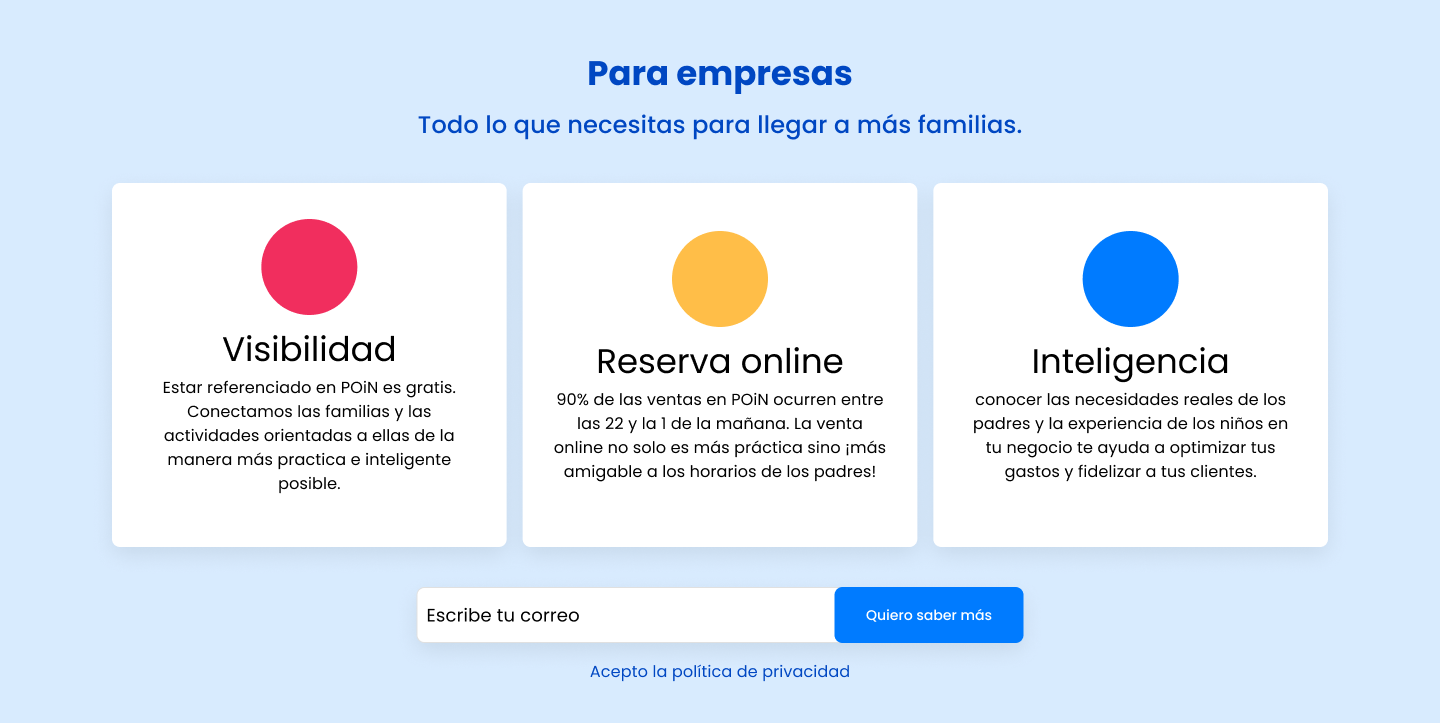 Para empresas
Todo lo que necesitas para llegar a más familias.
Visibilidad
Estar referenciado en POiN es gratis.
Conectamos las familias y las
actividades orientadas a ellas de la
manera más practica e inteligente
posible.
Reserva online
90% de las ventas en POiN ocurren entre
las 22 y la 1 de la mañana. La venta
online no solo es más práctica sino ¡más
amigable a los horarios de los padres!
Inteligencia
conocer las necesidades reales de los
padres y la experiencia de los niños en
tu negocio te ayuda a optimizar tus
gastos y fidelizar a tus clientes.
Escribe tu correo
Quiero saber más
Acepto la política de privacidad